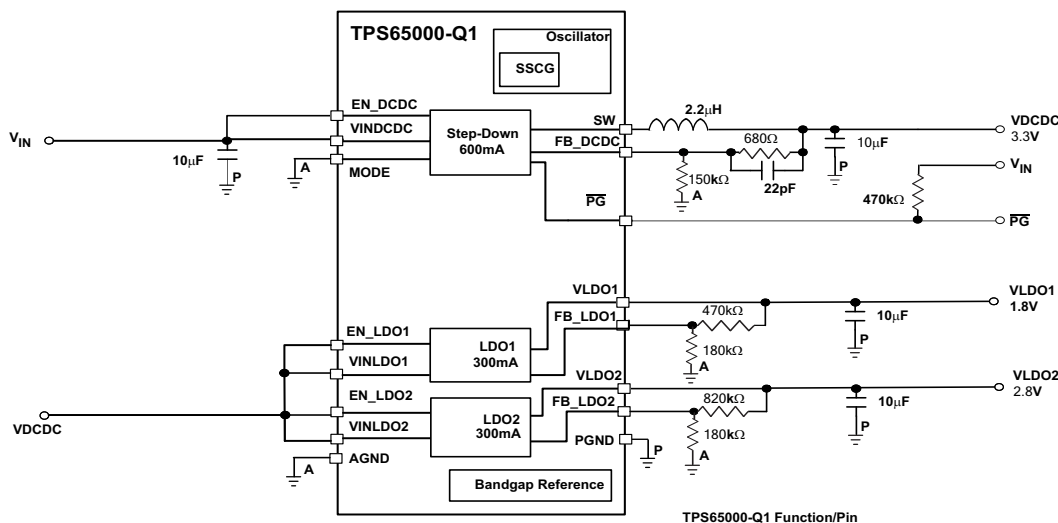 TPS65000-Q1
Oscillator
SSCG
EN_DCDC
VINDCDC
MODE
Step-Down
600mA
SW
FB_DCDC
PG
VIN
10μF
P
A
2.2μH
680Ω
22pF
150kΩ
A
10μF
P
VDCDC
3.3V
VIN
470kΩ
PG
VLDO1
FB_LDO1
470kΩ
180kΩ
A
10μF
P
VLDO1
1.8V
EN_LDO1
VINLDO1
LDO1
300mA
VLDO2
FB_LDO2
820kΩ
180kΩ
A
10μF
P
VLDO2
2.8V
EN_LDO2
VINLDO2
LDO2
300mA
VDCDC
AGND
A
PGND
P
Bandgap Reference
TPS65000-Q1 Function/Pin